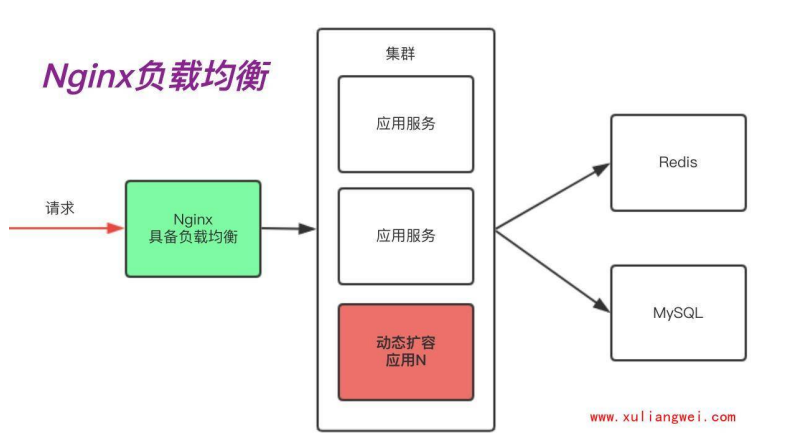 Nginx负载均衡
请求
Nginx
具备负载均衡
集群
应用服务
应用服务
动态扩容
应用N
Redis
MySQL
www.xuliangwei.com